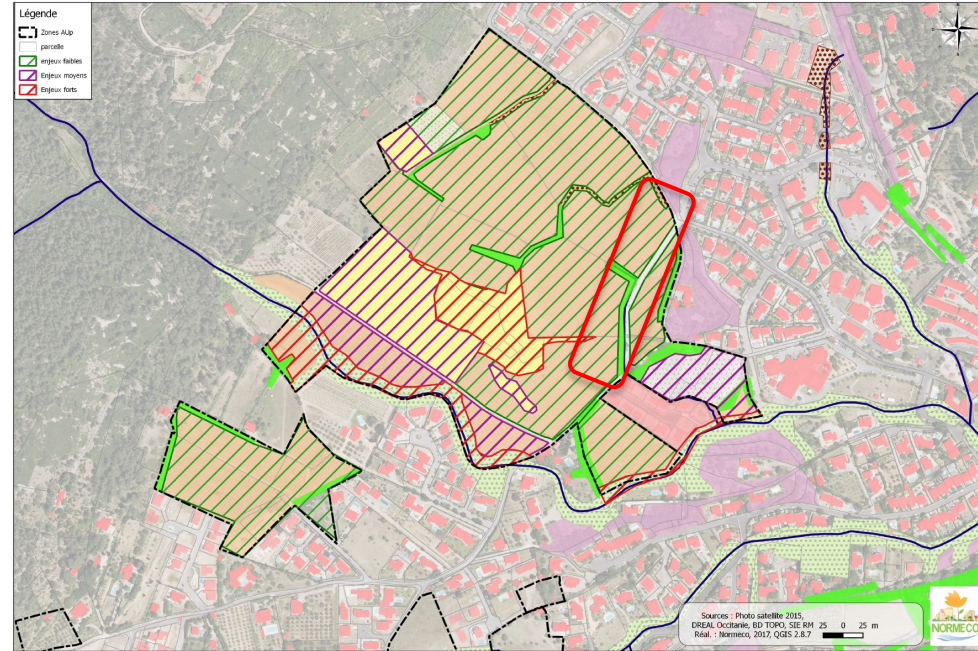 Légende
Zones AUp
parcelle
enjeux faibles
Enjeux moyens
Enjeux forts
Sources : Photo satellite 2015,
DREAL Occitanie, BD TOPO, SIE RM
Réal. : Normeco, 2017, QGIS 2.8.7
25 0 25 m
NORMECO